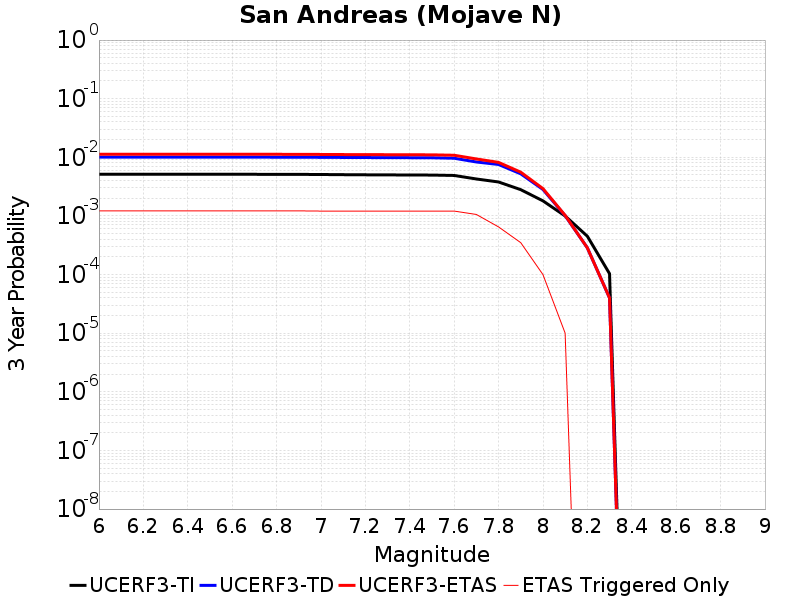 San Andreas (Mojave N)
10^0
10^-1
10^-2
10^-3
10^-4
10^-5
10^-6
10^-7
10^-8
3 Year Probability
6 6.2 6.4 6.6 6.8 7 7.2 7.4 7.6 7.8 8 8.2 8.4 8.6 8.8 9
Magnitude
UCERF3-TI UCERF3-TD UCERF3-ETAS ETAS Triggered Only